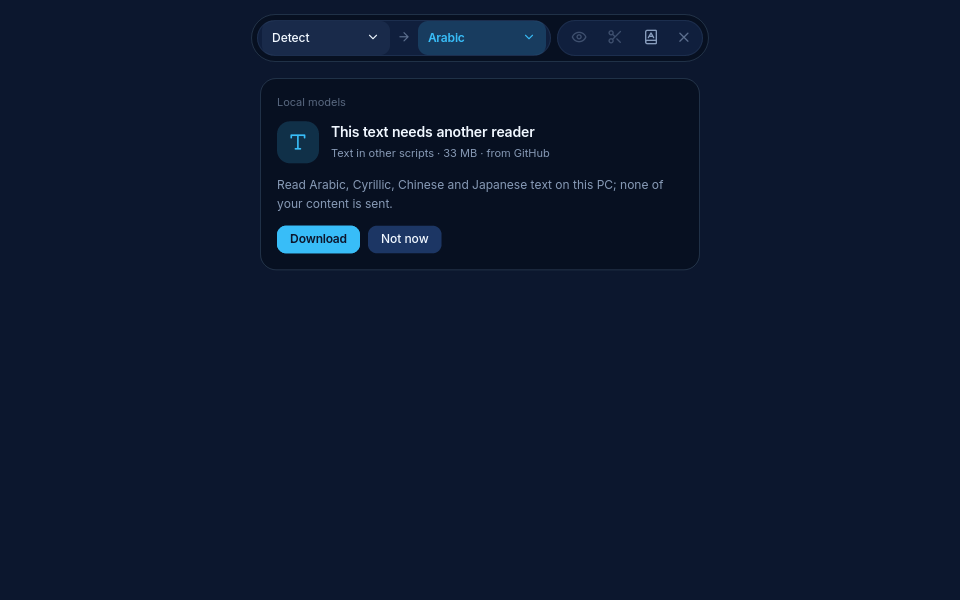 Detect
Arabic
Local models
This text needs another reader
Text in other scripts · 33 MB · from GitHub
Read Arabic, Cyrillic, Chinese and Japanese text on this PC; none of
your content is sent.
Download
Not now